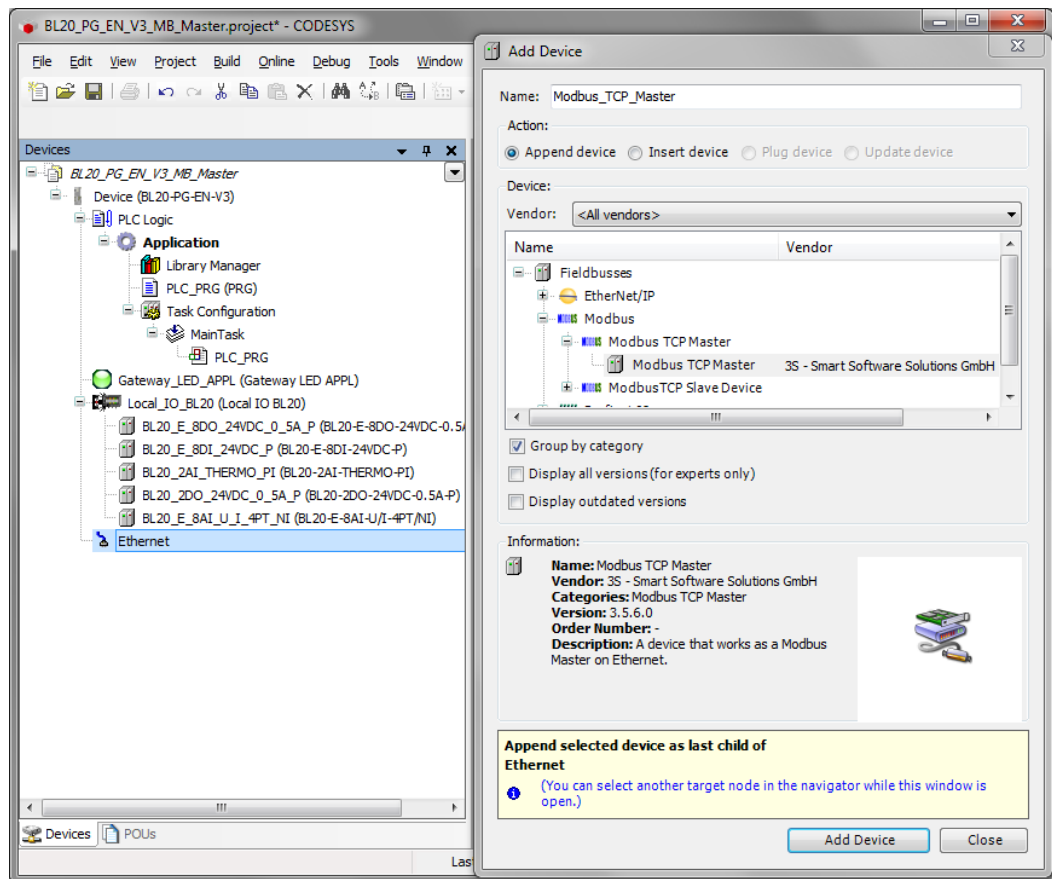 BL20_PG_EN_V3_MB_Master.project* - CODESYS
File Edit View Project Build Online Debug Tools Window
Devices
BL20_PG_EN_V3_MB_Master
Device (BL20-PG-EN-V3)
PLC Logic
Application
Library Manager
PLC_PRG (PRG)
Task Configuration
MainTask
PLC_PRG
Gateway_LED_APPL (Gateway LED APPL)
Local_IO_BL20 (Local IO BL20)
BL20_E_8DO_24VDC_0_5A_P (BL20-E-8DO-24VDC-0.5A
BL20_E_8DI_24VDC_P (BL20-E-8DI-24VDC-P)
BL20_2AI_THERMO_PI (BL20-2AI-THERMO-PI)
BL20_2DO_24VDC_0_5A_P (BL20-2DO-24VDC-0.5A-P)
BL20_E_8AI_U_I_4PT_NI (BL20-E-8AI-U/I-4PT/NI)
Ethernet
Devices POUs
Las
Add Device
Name: Modbus_TCP_Master
Action:
Append device Insert device Plug device Update device
Device:
Vendor: <All vendors>
Name Vendor
Fieldbusses
EtherNet/IP
Modbus
Modbus TCP Master
Modbus TCP Master 3S - Smart Software Solutions GmbH
ModbusTCP Slave Device
Group by category
Display all versions (for experts only)
Display outdated versions
Information:
Name: Modbus TCP Master
Vendor: 3S - Smart Software Solutions GmbH
Categories: Modbus TCP Master
Version: 3.5.6.0
Order Number: -
Description: A device that works as a Modbus
Master on Ethernet.
Append selected device as last child of
Ethernet
(You can select another target node in the navigator while this window is
open.)
Add Device Close